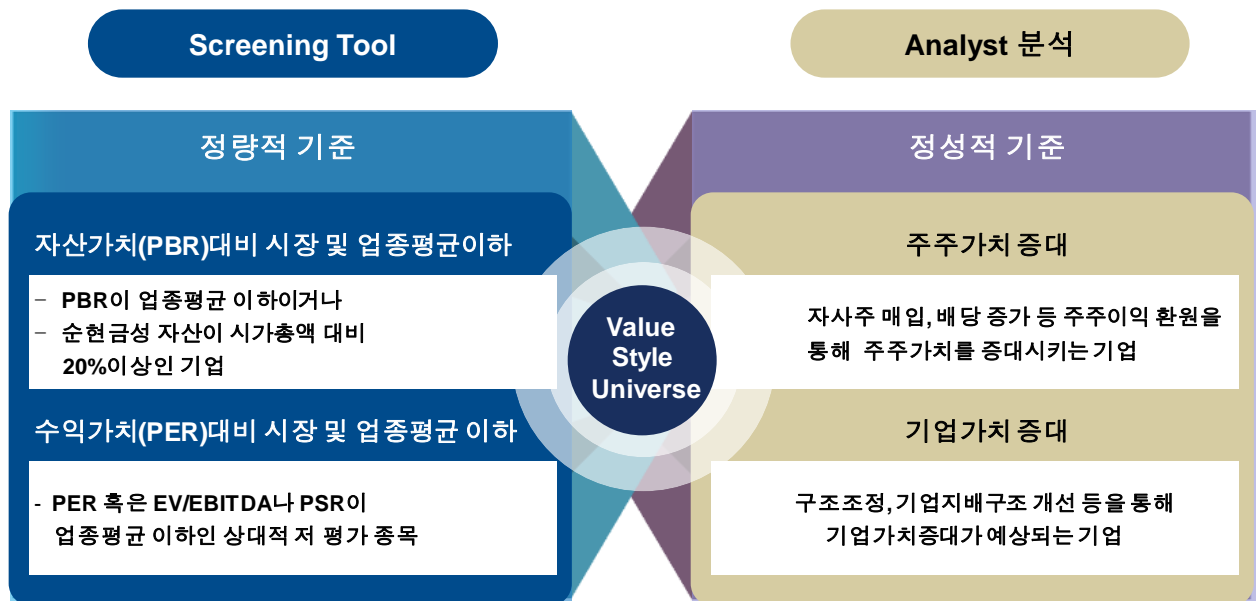 Screening Tool
정량적 기준
자산가치(PBR)대비 시장 및 업종평균이하
− PBR이 업종평균 이하이거나
− 순현금성 자산이 시가총액 대비
20%이상인 기업
수익가치(PER)대비 시장 및 업종평균 이하
- PER 혹은 EV/EBITDA나 PSR이
업종평균 이하인 상대적 저 평가 종목
Value
Style
Universe
Analyst 분석
정성적 기준
주주가치 증대
자사주 매입, 배당 증가 등 주주이익 환원을
통해 주주가치를 증대시키는 기업
기업가치 증대
구조조정, 기업지배구조 개선 등을 통해
기업가치증대가 예상되는 기업